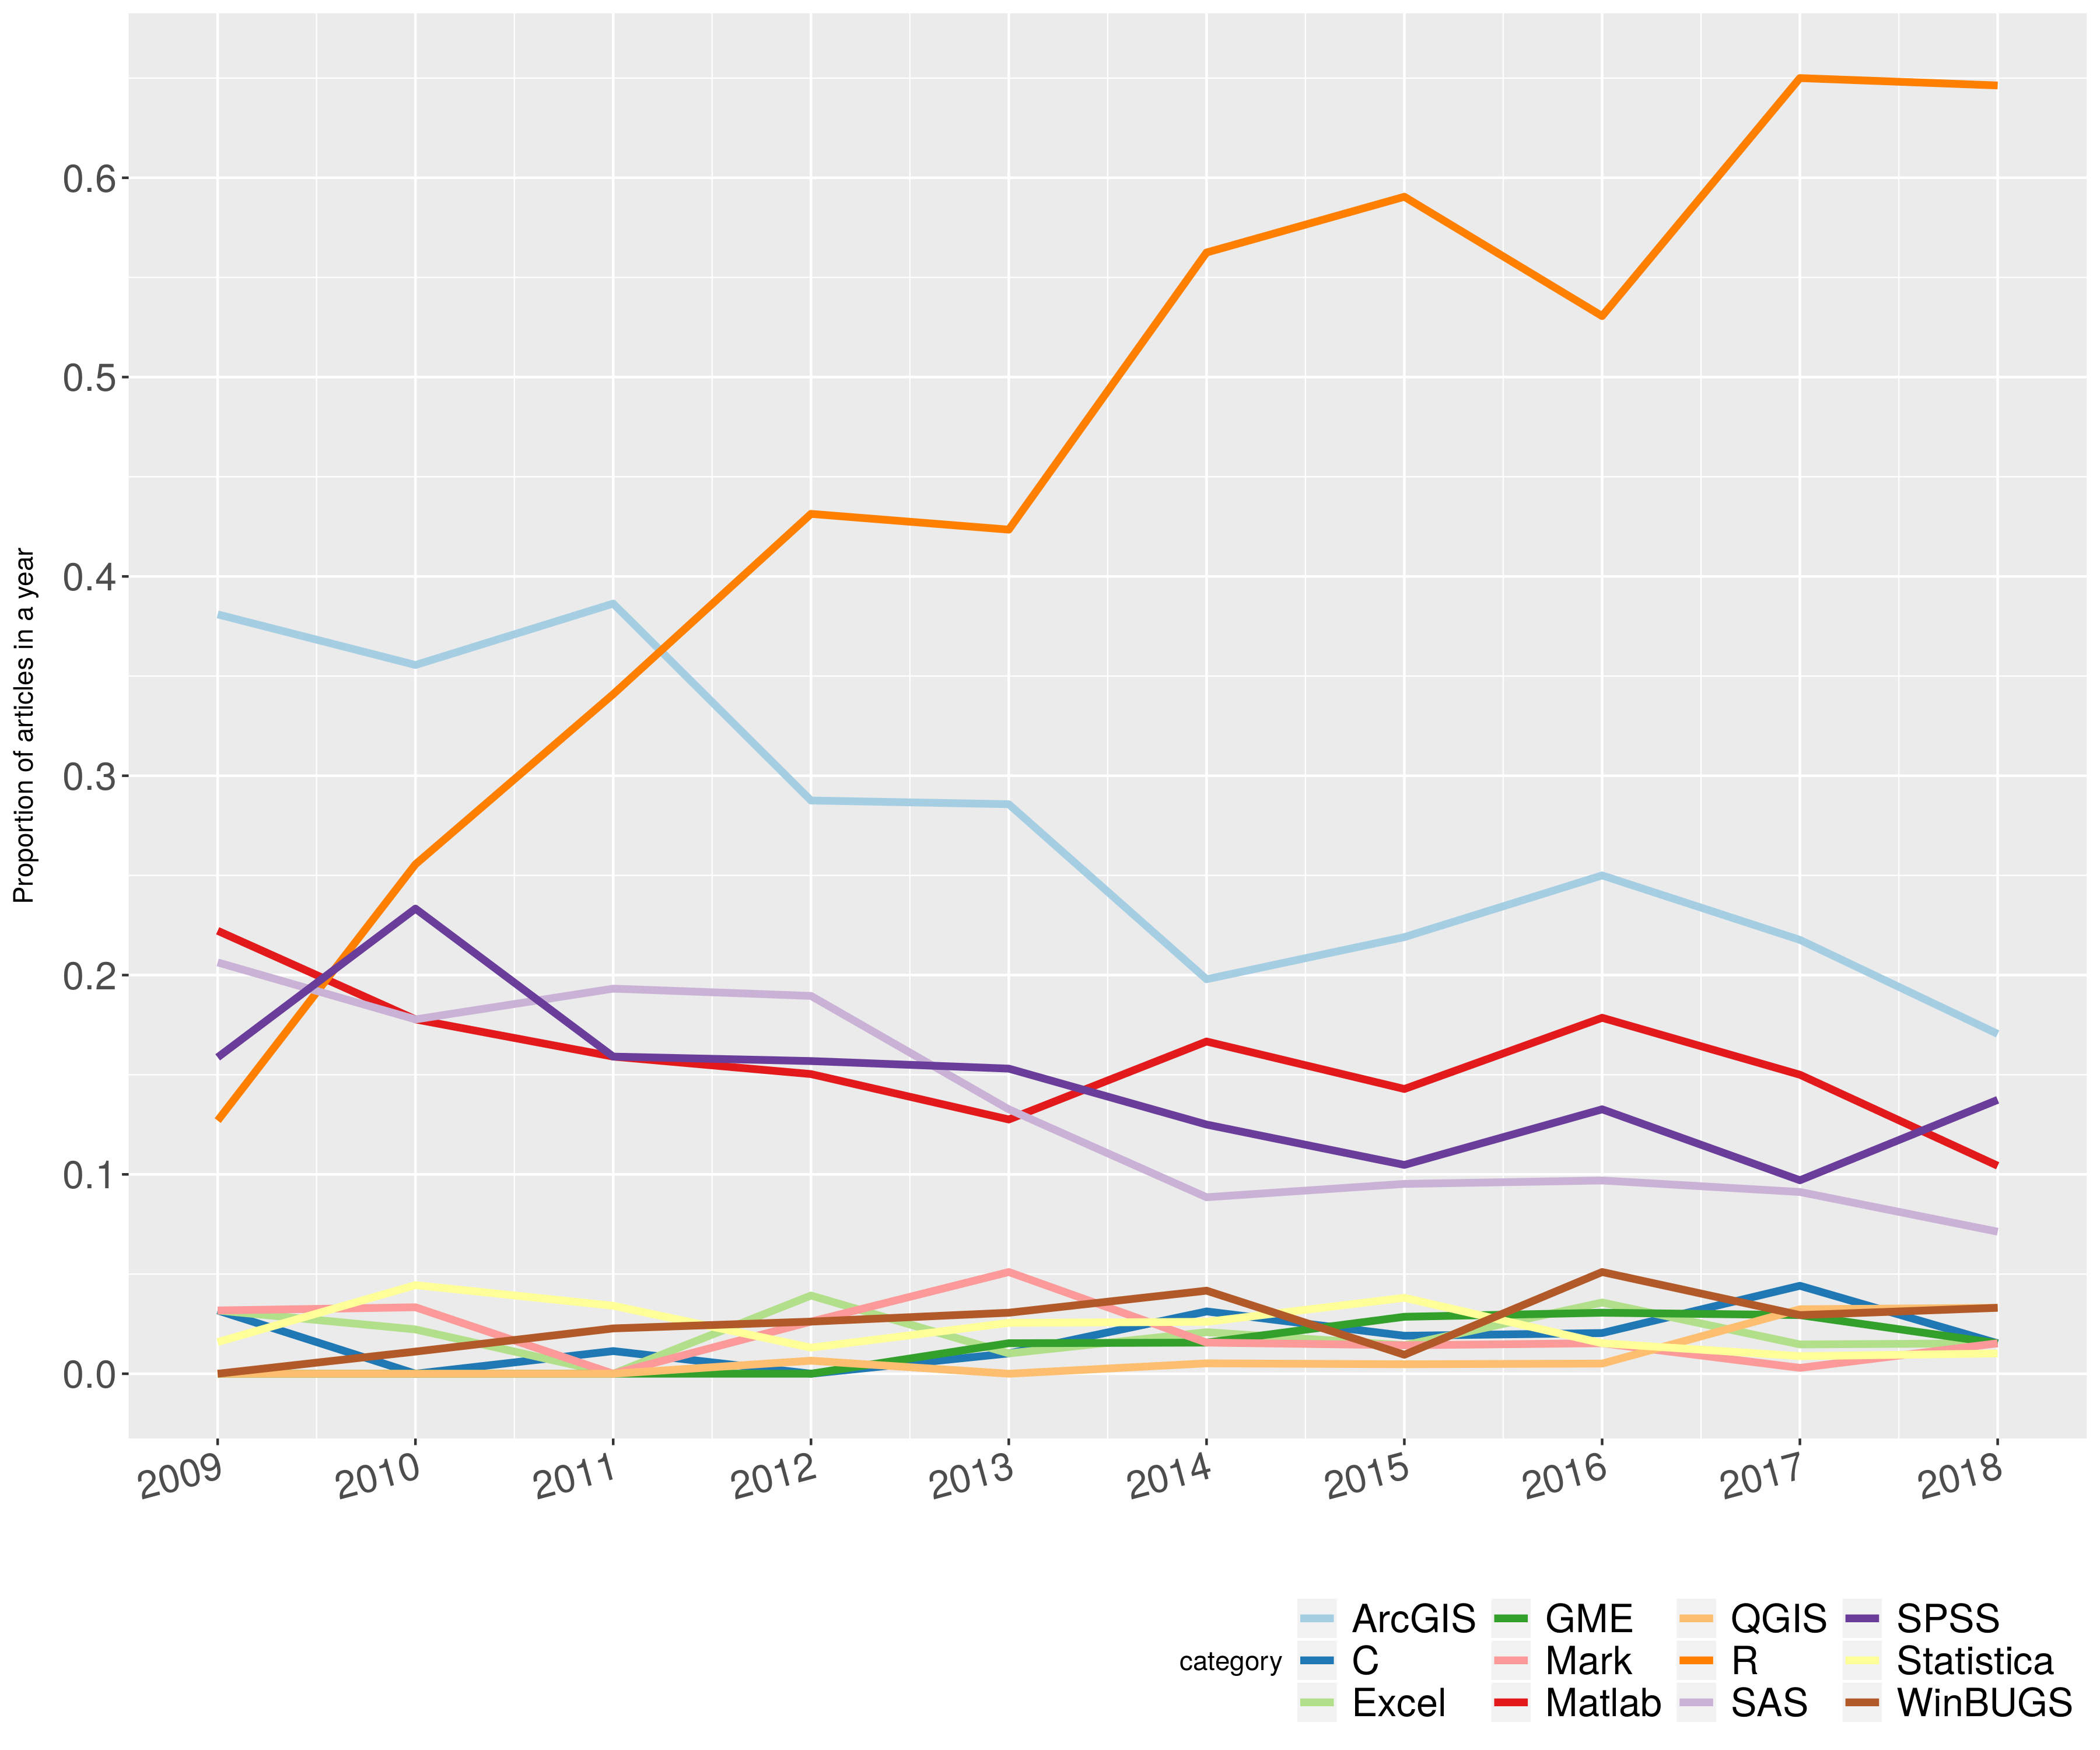 Proportion of articles in a year
0.6
0.5
0.4
0.3
0.2
0.1
0.0
2009 2010 2011 2012 2013 2014 2015 2016 2017 2018
category
ArcGIS GME QGIS SPSS
C Mark R Statistica
Excel Matlab SAS WinBUGS